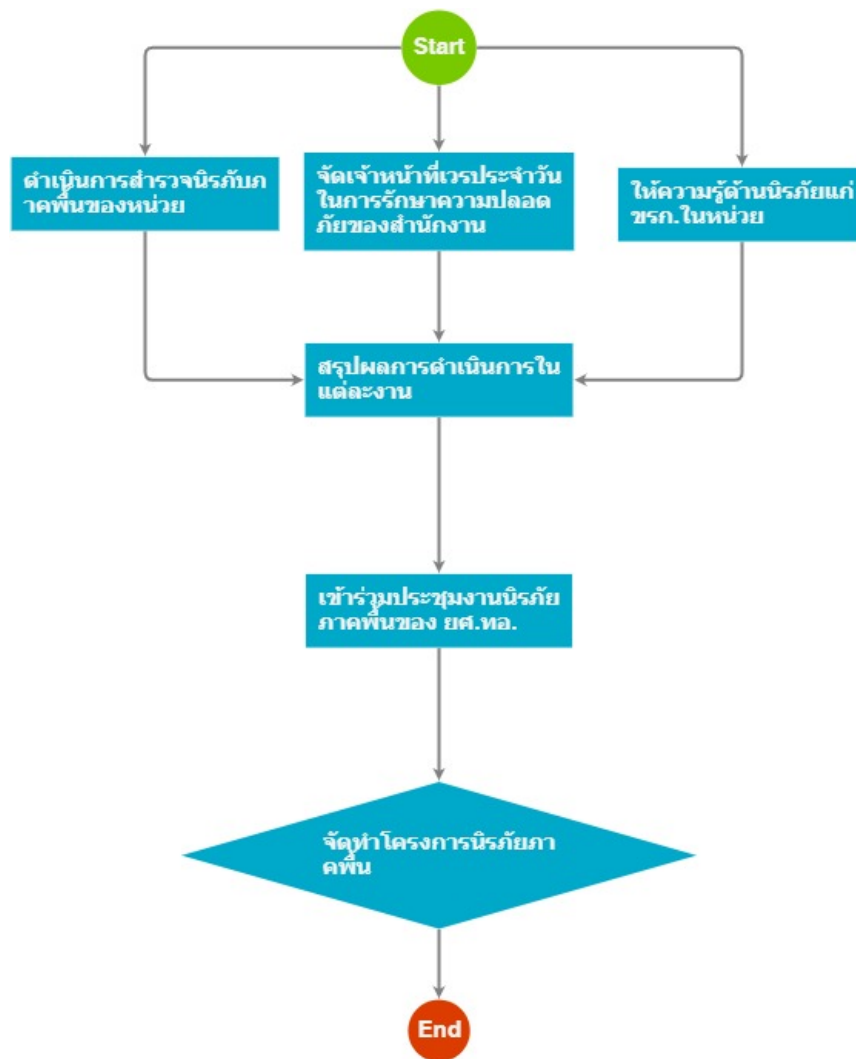 Start
ดำเนินการสำรวจนิรภับภ
าคพื้นของหน่วย
จัดเจ้าหน้าที่เวรประจำวัน
ในการรักษาความปลอด
ภัยของสำนักงาน
ให้ความรู้ด้านนิรภัยแก่
ขรก.ในหน่วย
สรุปผลการดำเนินการใน
แต่ละงาน
เข้าร่วมประชุมงานนิรภัย
ภาคพื้นของ ยศ.ทอ.
จัดทำโครงการนิรภัยภา
คพื้น
End